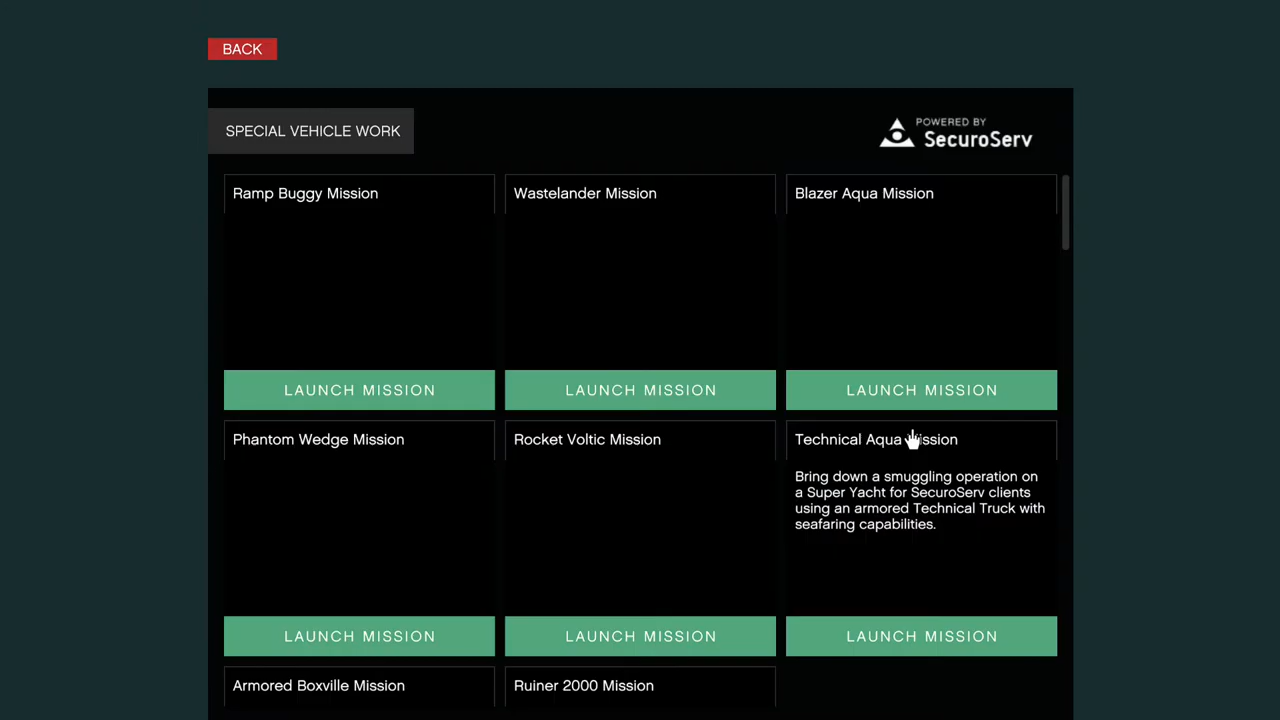 BACK
SPECIAL VEHICLE WORK
POWERED BY
SecuroServ
Ramp Buggy Mission
Wastelander Mission
Blazer Aqua Mission
LAUNCH MISSION
LAUNCH MISSION
LAUNCH MISSION
Phantom Wedge Mission
Rocket Voltic Mission
Technical Aqua Mission
Bring down a smuggling operation on
a Super Yacht for SecuroServ clients
using an armored Technical Truck with
seafaring capabilities.
LAUNCH MISSION
LAUNCH MISSION
LAUNCH MISSION
Armored Boxville Mission
Ruiner 2000 Mission